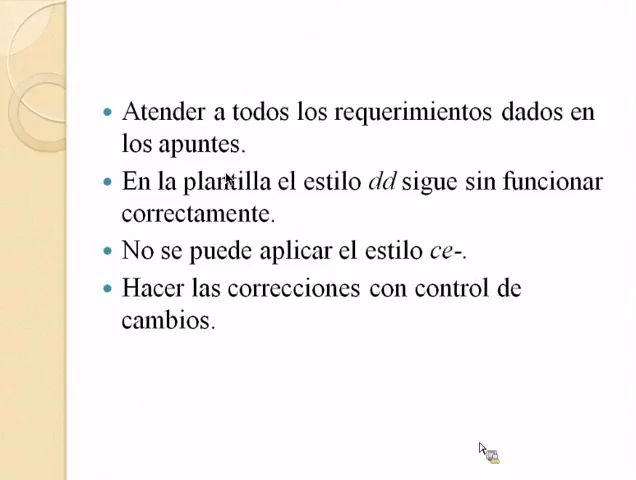 • Atender a todos los requerimientos dados en
los apuntes.
• En la plantilla el estilo dd sigue sin funcionar
correctamente.
• No se puede aplicar el estilo ce-.
• Hacer las correcciones con control de
cambios.